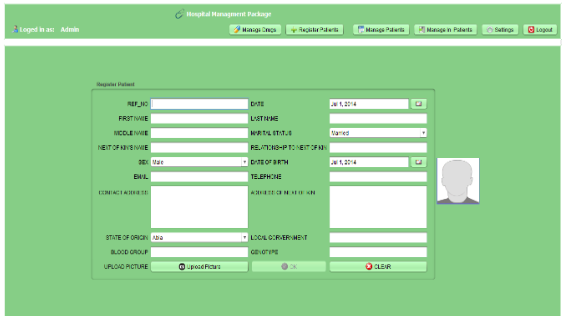 Hospital Management Package
Loged in as: Admin
Manage Drugs Register Patients Manage Patients Manage In Patients Settings Logout
Register Patient
REF_NO DATE Jul 1, 2014
FIRST NAME LAST NAME
MIDDLE NAME MARITAL STATUS Married
NEXT OF KIN'S NAME RELATIONSHIP TO NEXT OF KIN
SEX Male DATE OF BIRTH Jul 1, 2014
EMAIL TELEPHONE
CONTACT ADDRESS ADDRESS OF NEXT OF KIN
STATE OF ORIGIN Abia LOCAL GORVERNMENT
BLOOD GROUP GENOTYPE
UPLOAD PICTURE Upload Picture OK CLEAR